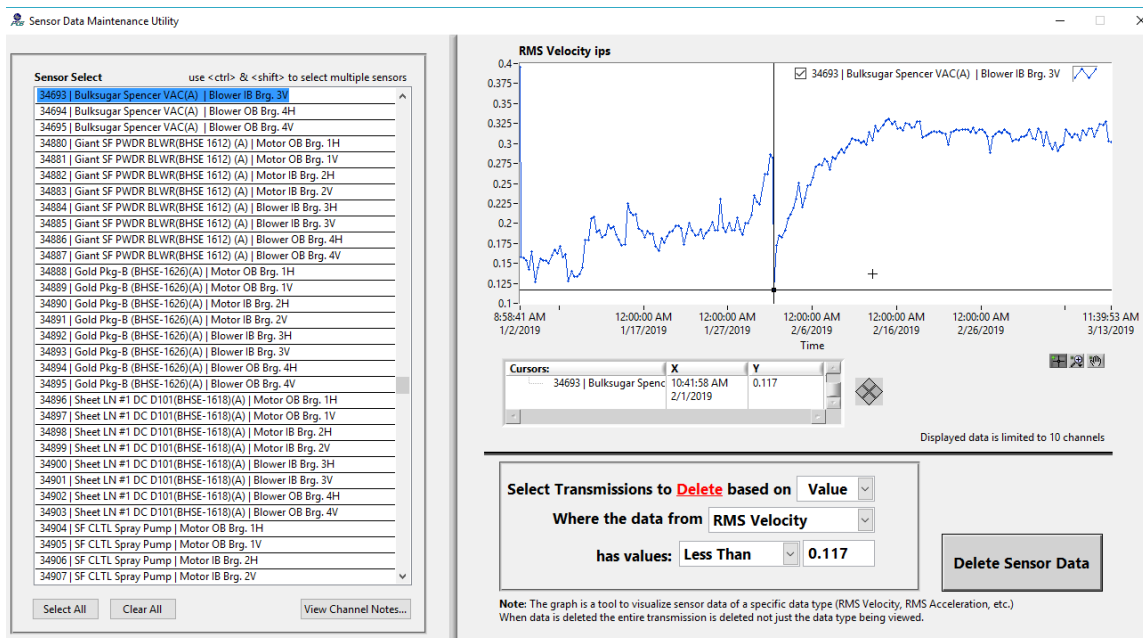 Sensor Data Maintenance Utility
Sensor Select use <ctrl> & <shift> to select multiple sensors
34693 | Bulksugar Spencer VAC(A) | Blower IB Brg. 3V
34694 | Bulksugar Spencer VAC(A) | Blower OB Brg. 4H
34695 | Bulksugar Spencer VAC(A) | Blower OB Brg. 4V
34880 | Giant SF PWDR BLWR(BHSE 1612) (A) | Motor OB Brg. 1H
34881 | Giant SF PWDR BLWR(BHSE 1612) (A) | Motor OB Brg. 1V
34882 | Giant SF PWDR BLWR(BHSE 1612) (A) | Motor IB Brg. 2H
34883 | Giant SF PWDR BLWR(BHSE 1612) (A) | Motor IB Brg. 2V
34884 | Giant SF PWDR BLWR(BHSE 1612) (A) | Blower IB Brg. 3H
34885 | Giant SF PWDR BLWR(BHSE 1612) (A) | Blower IB Brg. 3V
34886 | Giant SF PWDR BLWR(BHSE 1612) (A) | Blower OB Brg. 4H
34887 | Giant SF PWDR BLWR(BHSE 1612) (A) | Blower OB Brg. 4V
34888 | Gold Pkg-B (BHSE-1626)(A) | Motor OB Brg. 1H
34889 | Gold Pkg-B (BHSE-1626)(A) | Motor OB Brg. 1V
34890 | Gold Pkg-B (BHSE-1626)(A) | Motor IB Brg. 2H
34891 | Gold Pkg-B (BHSE-1626)(A) | Motor IB Brg. 2V
34892 | Gold Pkg-B (BHSE-1626)(A) | Blower IB Brg. 3H
34893 | Gold Pkg-B (BHSE-1626)(A) | Blower IB Brg. 3V
34894 | Gold Pkg-B (BHSE-1626)(A) | Blower OB Brg. 4H
34895 | Gold Pkg-B (BHSE-1626)(A) | Blower OB Brg. 4V
34896 | Sheet LN #1 DC D101(BHSE-1618)(A) | Motor OB Brg. 1H
34897 | Sheet LN #1 DC D101(BHSE-1618)(A) | Motor OB Brg. 1V
34898 | Sheet LN #1 DC D101(BHSE-1618)(A) | Motor IB Brg. 2H
34899 | Sheet LN #1 DC D101(BHSE-1618)(A) | Motor IB Brg. 2V
34900 | Sheet LN #1 DC D101(BHSE-1618)(A) | Blower IB Brg. 3H
34901 | Sheet LN #1 DC D101(BHSE-1618)(A) | Blower IB Brg. 3V
34902 | Sheet LN #1 DC D101(BHSE-1618)(A) | Blower OB Brg. 4H
34903 | Sheet LN #1 DC D101(BHSE-1618)(A) | Blower OB Brg. 4V
34904 | SF CLTL Spray Pump | Motor OB Brg. 1H
34905 | SF CLTL Spray Pump | Motor OB Brg. 1V
34906 | SF CLTL Spray Pump | Motor IB Brg. 2H
34907 | SF CLTL Spray Pump | Motor IB Brg. 2V
Select All Clear All View Channel Notes...
RMS Velocity ips
34693 | Bulksugar Spencer VAC(A) | Blower IB Brg. 3V
0.4
0.375
0.35
0.325
0.3
0.275
0.25
0.225
0.2
0.175
0.15
0.125
0.1
8:58:41 AM 12:00:00 AM 12:00:00 AM 12:00:00 AM 12:00:00 AM 12:00:00 AM 11:39:53 AM
1/2/2019 1/17/2019 1/27/2019 2/6/2019 2/16/2019 2/26/2019 3/13/2019
Time
Cursors: X Y
34693 | Bulksugar Spenc 10:41:58 AM 0.117
2/1/2019
Displayed data is limited to 10 channels
Select Transmissions to Delete based on Value
Where the data from RMS Velocity
has values: Less Than 0.117
Delete Sensor Data
Note: The graph is a tool to visualize sensor data of a specific data type (RMS Velocity, RMS Acceleration, etc.)
When data is deleted the entire transmission is deleted not just the data type being viewed.